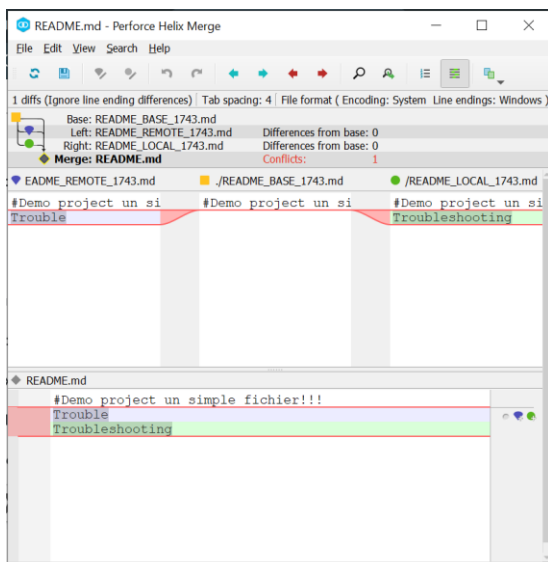 README.md - Perforce Helix Merge
File Edit View Search Help
1 diffs (Ignore line ending differences) Tab spacing: 4 File format ( Encoding: System Line endings: Windows )
Base: README_BASE_1743.md
Left: README_REMOTE_1743.md Differences from base: 0
Right: README_LOCAL_1743.md Differences from base: 0
Merge: README.md Conflicts: 1
EADME_REMOTE_1743.md ./README_BASE_1743.md /README_LOCAL_1743.md
#Demo project un si #Demo project un si #Demo project un si
Trouble Troubleshooting
README.md
#Demo project un simple fichier!!!
Trouble
Troubleshooting